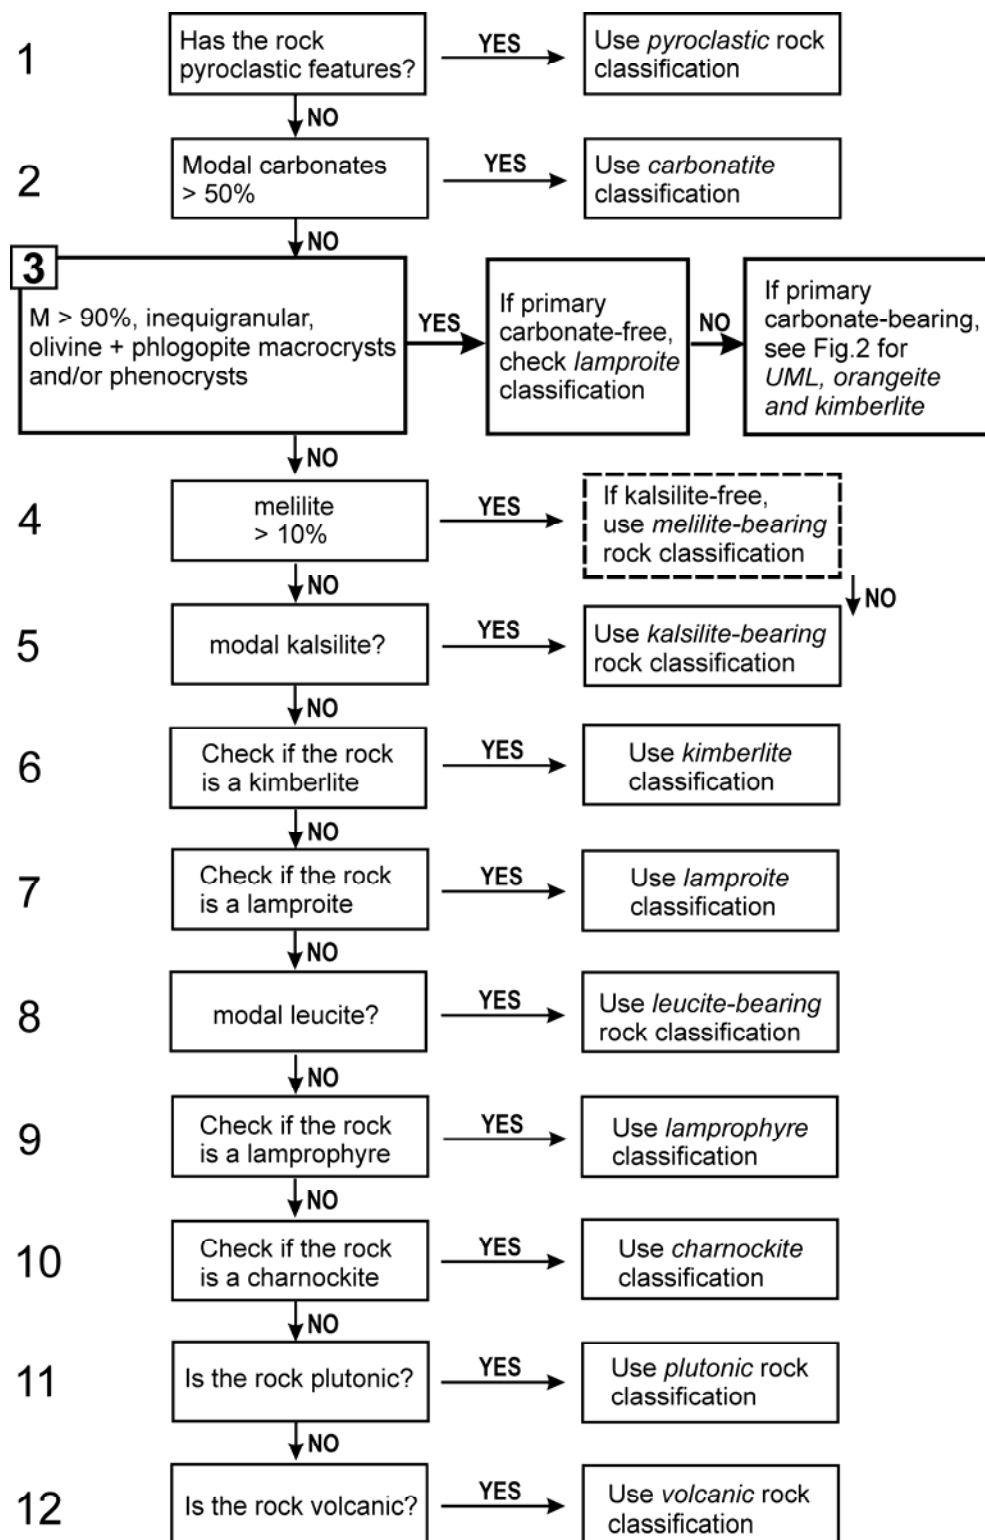 1
Has the rock
pyroclastic features?
YES
Use pyroclastic rock
classification
NO
2
Modal carbonates
> 50%
YES
Use carbonatite
classification
NO
3
M > 90%, inequigranular,
olivine + phlogopite macrocrysts
and/or phenocrysts
YES
If primary
carbonate-free,
check lamproite
classification
NO
If primary
carbonate-bearing,
see Fig.2 for
UML, orangeite
and kimberlite
NO
4
melilite
> 10%
YES
If kalsilite-free,
use melilite-bearing
rock classification
NO
NO
5
modal kalsilite?
YES
Use kalsilite-bearing
rock classification
NO
6
Check if the rock
is a kimberlite
YES
Use kimberlite
classification
NO
7
Check if the rock
is a lamproite
YES
Use lamproite
classification
NO
8
modal leucite?
YES
Use leucite-bearing
rock classification
NO
9
Check if the rock
is a lamprophyre
YES
Use lamprophyre
classification
NO
10
Check if the rock
is a charnockite
YES
Use charnockite
classification
NO
11
Is the rock plutonic?
YES
Use plutonic rock
classification
NO
12
Is the rock volcanic?
YES
Use volcanic rock
classification